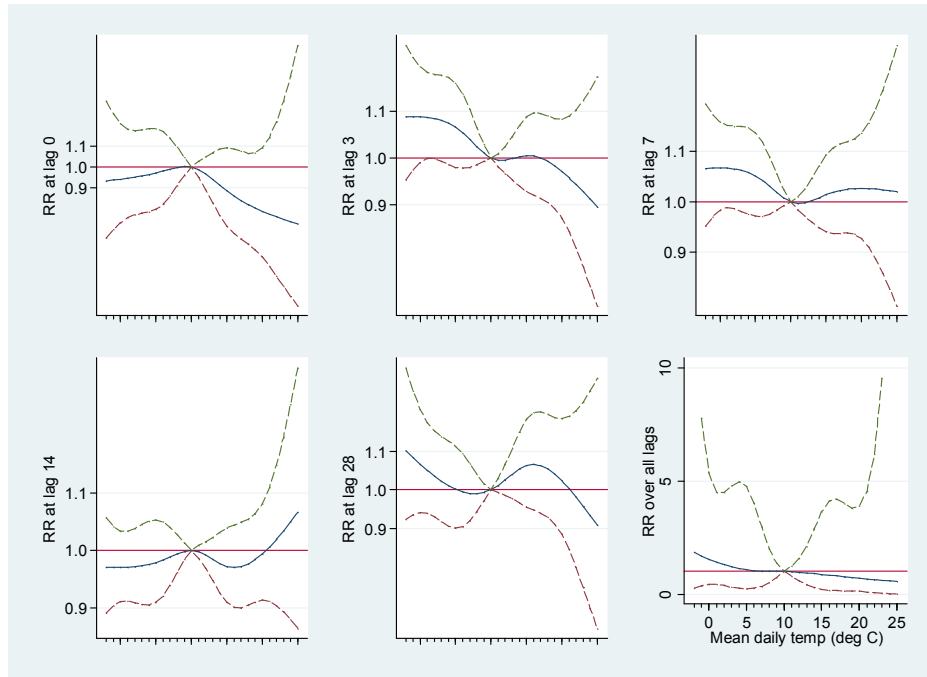 RR at lag 0
1.1
1.0
0.9
RR at lag 3
1.1
1.0
0.9
RR at lag 7
1.1
1.0
0.9
RR at lag 14
1.1
1.0
0.9
RR at lag 28
1.1
1.0
0.9
RR over all lags
10
5
0
0 5 10 15 20 25
Mean daily temp (deg C)